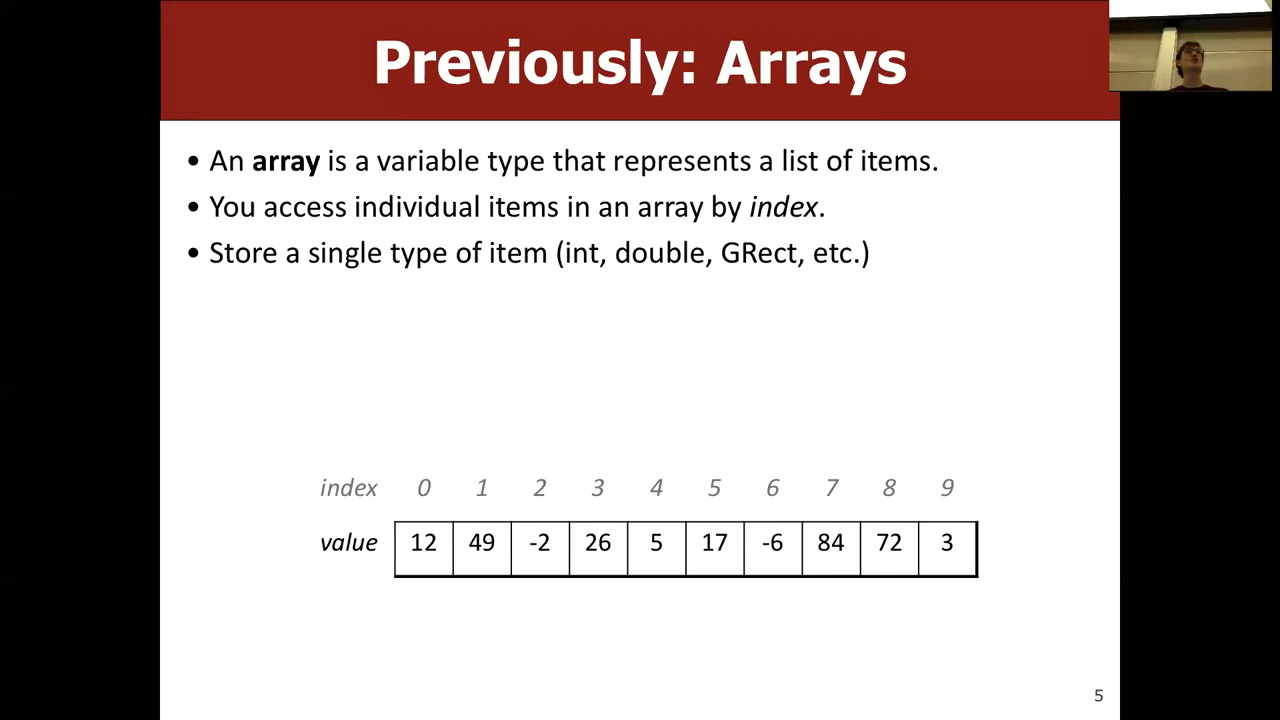 Previously: Arrays
• An array is a variable type that represents a list of items.
• You access individual items in an array by index.
• Store a single type of item (int, double, GRect, etc.)
index 0 1 2 3 4 5 6 7 8 9
value 12 49 -2 26 5 17 -6 84 72 3
5